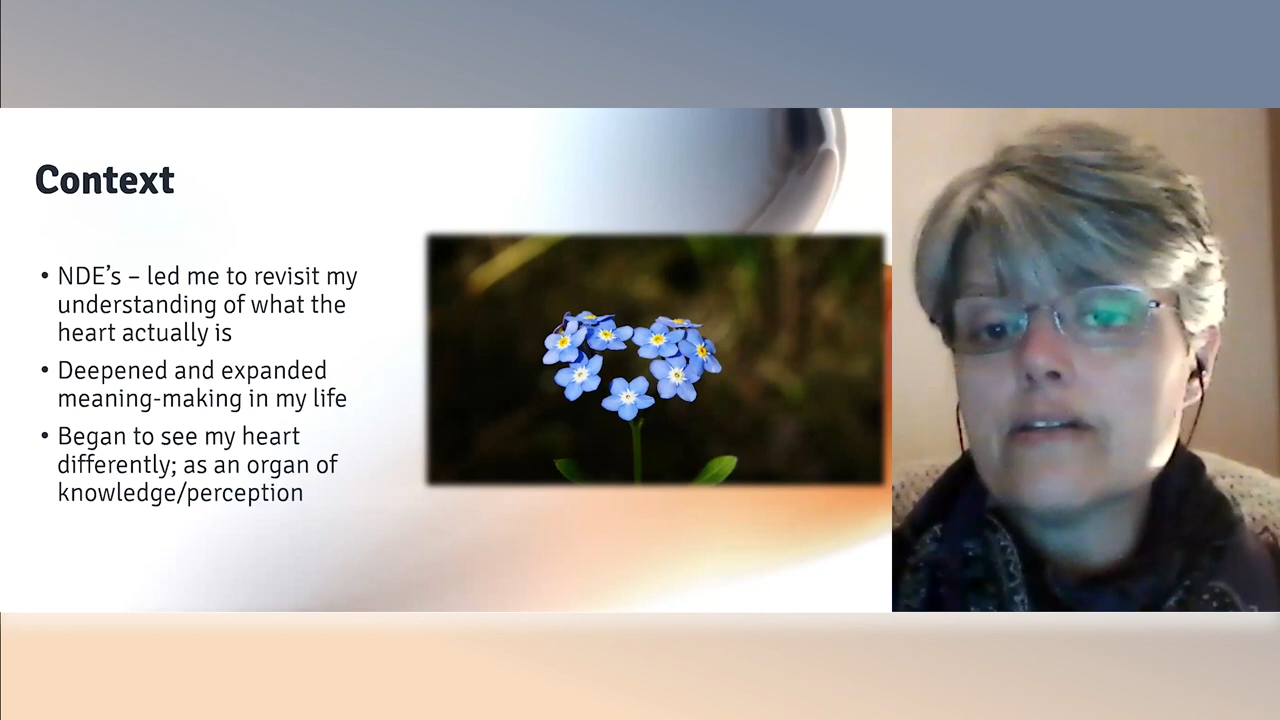 Context
• NDE’s – led me to revisit my
understanding of what the
heart actually is
• Deepened and expanded
meaning-making in my life
• Began to see my heart
differently; as an organ of
knowledge/perception